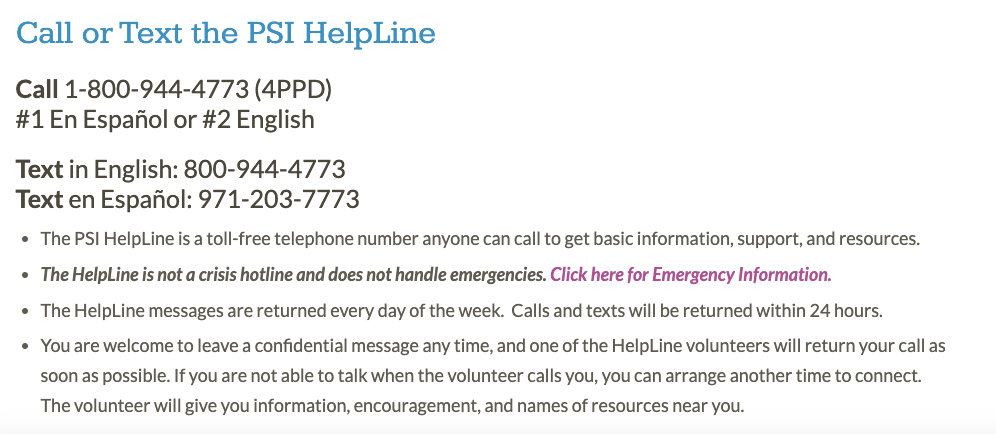 Call or Text the PSI HelpLine
Call 1-800-944-4773 (4PPD)
#1 En Español or #2 English
Text in English: 800-944-4773
Text en Español: 971-203-7773
• The PSI HelpLine is a toll-free telephone number anyone can call to get basic information, support, and resources.
• The HelpLine is not a crisis hotline and does not handle emergencies. Click here for Emergency Information.
• The HelpLine messages are returned every day of the week.  Calls and texts will be returned within 24 hours.
• You are welcome to leave a confidential message any time, and one of the HelpLine volunteers will return your call as
soon as possible. If you are not able to talk when the volunteer calls you, you can arrange another time to connect.
The volunteer will give you information, encouragement, and names of resources near you.